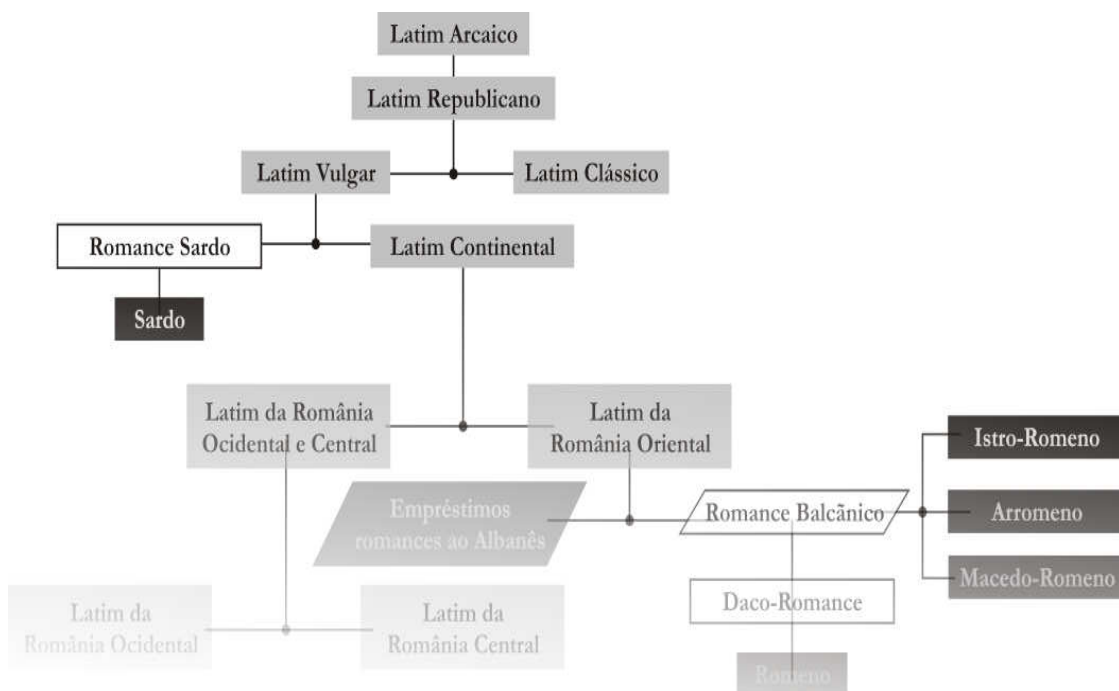 Latim Arcaico
Latim Republicano
Latim Vulgar
Latim Clássico
Romance Sardo
Latim Continental
Sardo
Latim da România
Ocidental e Central
Latim da
România Oriental
Istro-Romeno
Empréstimos
romances ao Albanês
Romance Balcãnico
Arromeno
Macedo-Romeno
Daco-Romance
Latim da
România Ocidental
Latim da
România Central
Romeno